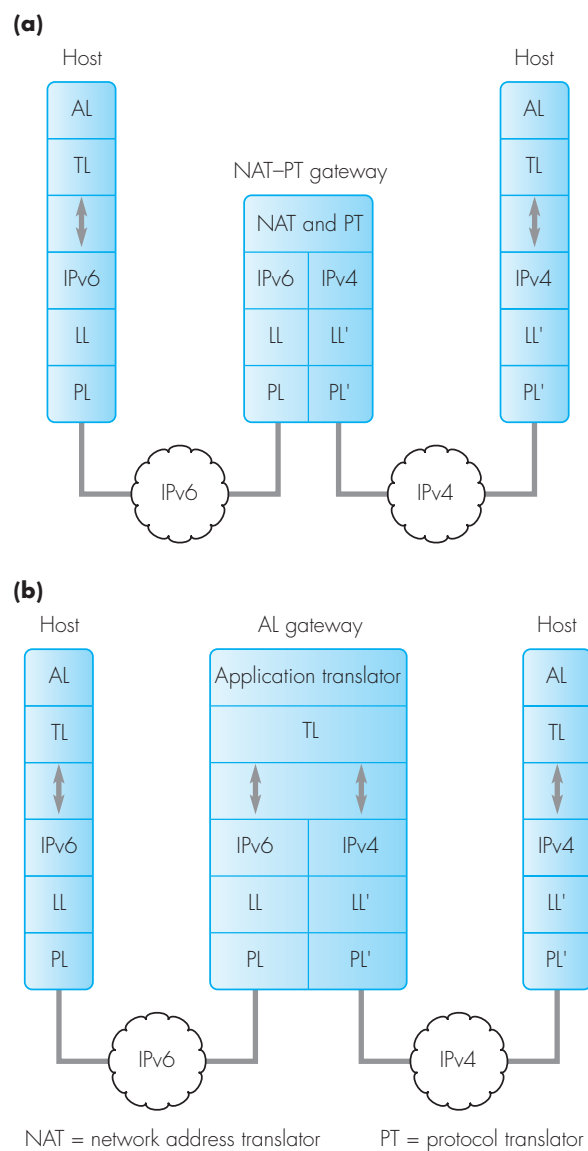 (a)
Host
Host
AL
AL
TL
TL
NAT–PT gateway
NAT and PT
IPv6
IPv6
IPv4
IPv4
LL
LL
LL'
LL'
PL
PL
PL'
PL'
IPv6
IPv4
(b)
Host
AL gateway
Host
AL
Application translator
AL
TL
TL
TL
IPv6
IPv6
IPv4
IPv4
LL
LL
LL'
LL'
PL
PL
PL'
PL'
IPv6
IPv4
NAT = network address translator
PT = protocol translator